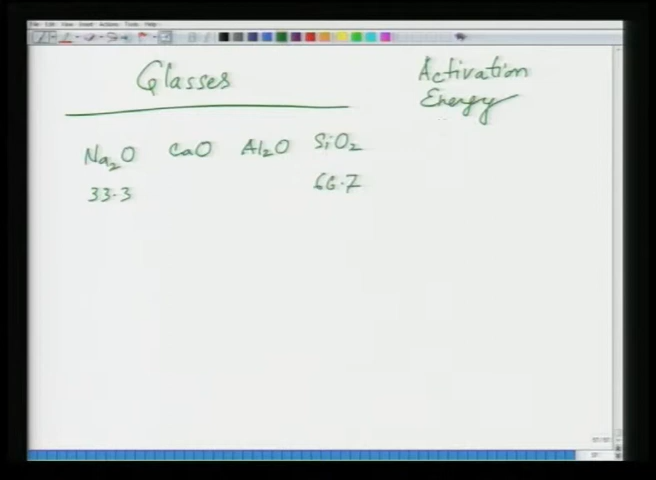 Glasses
Activation
Energy
Na₂O CaO Al₂O SiO₂
33.3 66.7